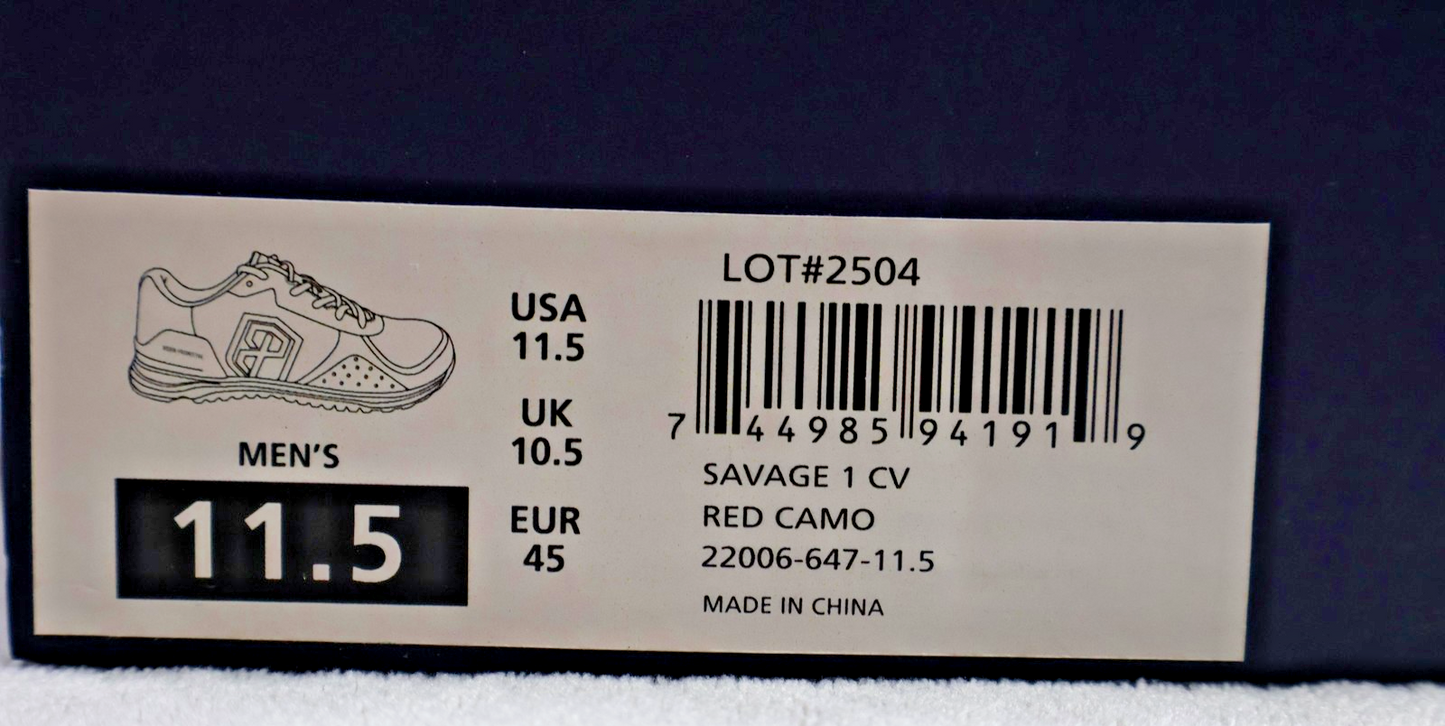 MEN'S
11.5
USA
11.5
UK
10.5
EUR
45
LOT#2504
7 44985 94191 9
SAVAGE 1 CV
RED CAMO
22006-647-11.5
MADE IN CHINA